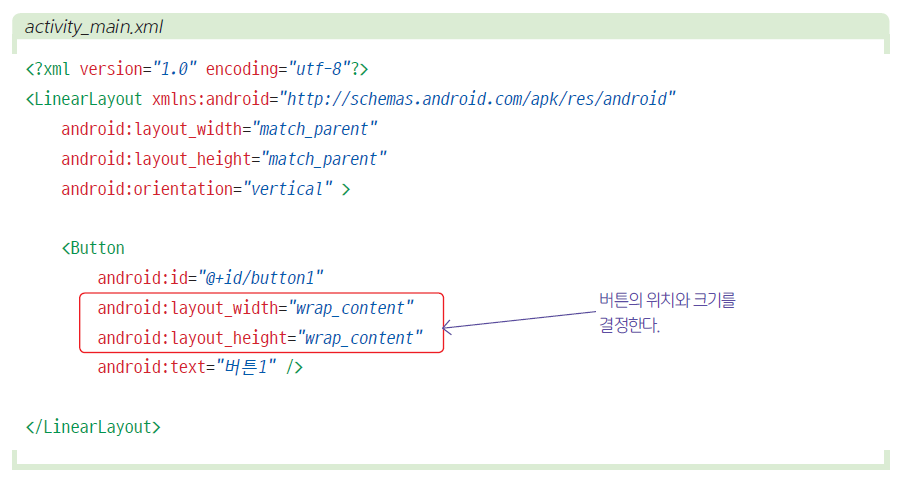 activity_main.xml
<?xml version="1.0" encoding="utf-8"?>
<LinearLayout xmlns:android="http://schemas.android.com/apk/res/android"
    android:layout_width="match_parent"
    android:layout_height="match_parent"
    android:orientation="vertical" >
    <Button
        android:id="@+id/button1"
        android:layout_width="wrap_content"
        android:layout_height="wrap_content"
        android:text="버튼1" />
버튼의 위치와 크기를
결정한다.
</LinearLayout>